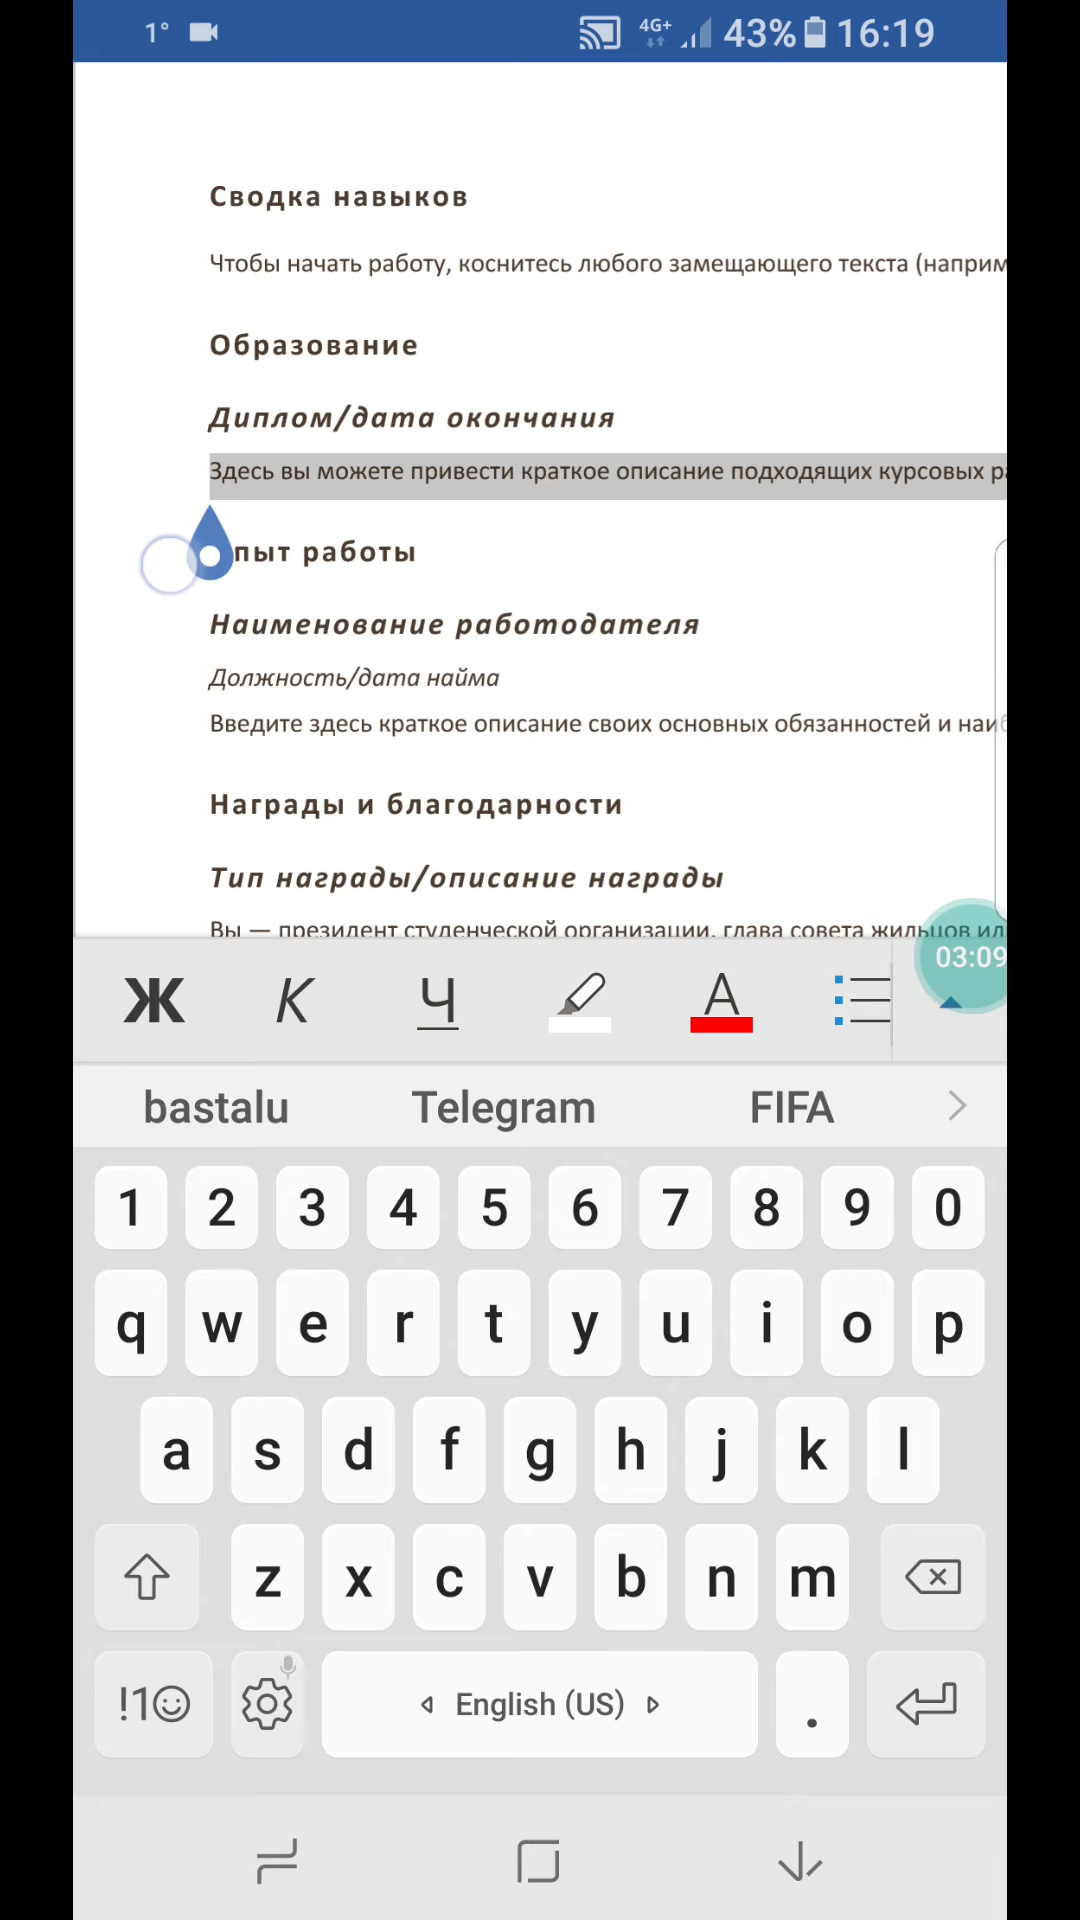 1° 4G+ 43% 16:19
Сводка навыков
Чтобы начать работу, коснитесь любого замещающего текста (наприм
Образование
Диплом/дата окончания
Здесь вы можете привести краткое описание подходящих курсовых ра
пыт работы
Наименование работодателя
Должность/дата найма
Введите здесь краткое описание своих основных обязанностей и наиб
Награды и благодарности
Тип награды/описание награды
Вы — президент студенческой организации, глава совета жильцов ил
03:09
Ж К Ч А
bastalu Telegram FIFA
1 2 3 4 5 6 7 8 9 0
q w e r t y u i o p
a s d f g h j k l
z x c v b n m
!1☺ English (US) .